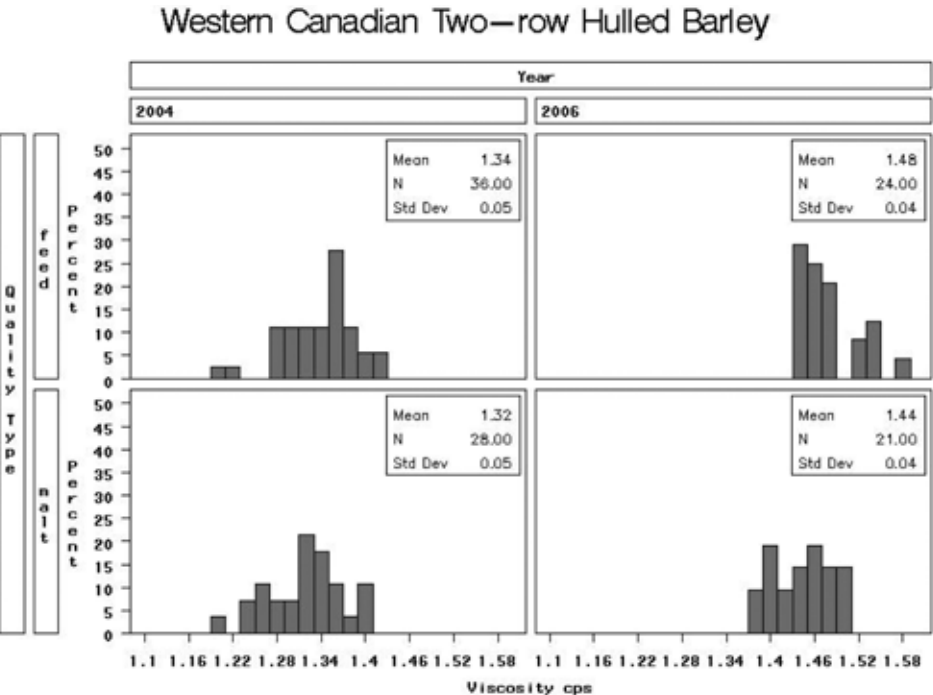 Western Canadian Two-row Hulled Barley
Year
2004
2006
Quality Type
feed
Percent
50
45
40
35
30
25
20
15
10
5
0
Mean 1.34
N 36.00
Std Dev 0.05
Mean 1.48
N 24.00
Std Dev 0.04
malt
Percent
50
45
40
35
30
25
20
15
10
5
0
Mean 1.32
N 28.00
Std Dev 0.05
Mean 1.44
N 21.00
Std Dev 0.04
1.1 1.16 1.22 1.28 1.34 1.4 1.46 1.52 1.58
1.1 1.16 1.22 1.28 1.34 1.4 1.46 1.52 1.58
Viscosity cps